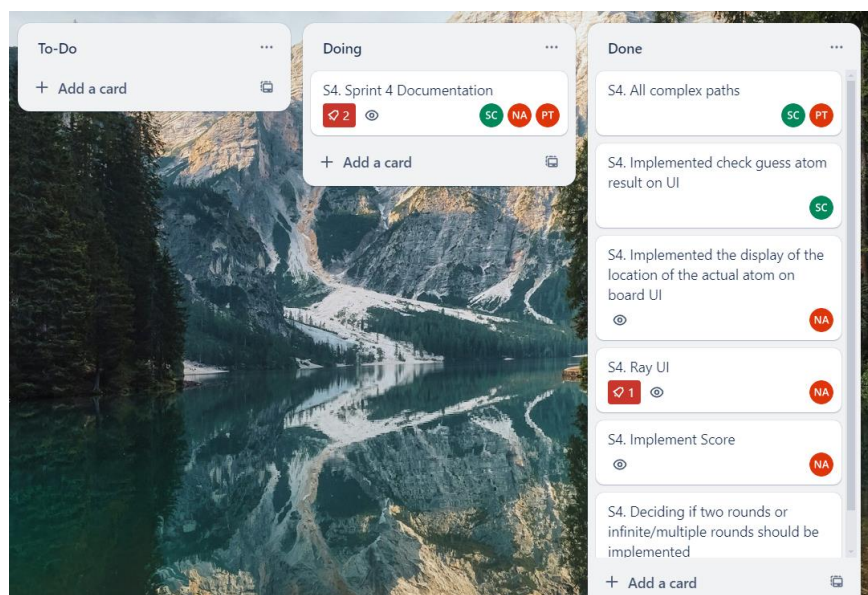 To-Do
+ Add a card
Doing
S4. Sprint 4 Documentation
2
SC NA PT
+ Add a card
Done
S4. All complex paths
SC PT
S4. Implemented check guess atom
result on UI
SC
S4. Implemented the display of the
location of the actual atom on
board UI
NA
S4. Ray UI
1
NA
S4. Implement Score
NA
S4. Deciding if two rounds or
infinite/multiple rounds should be
implemented
+ Add a card